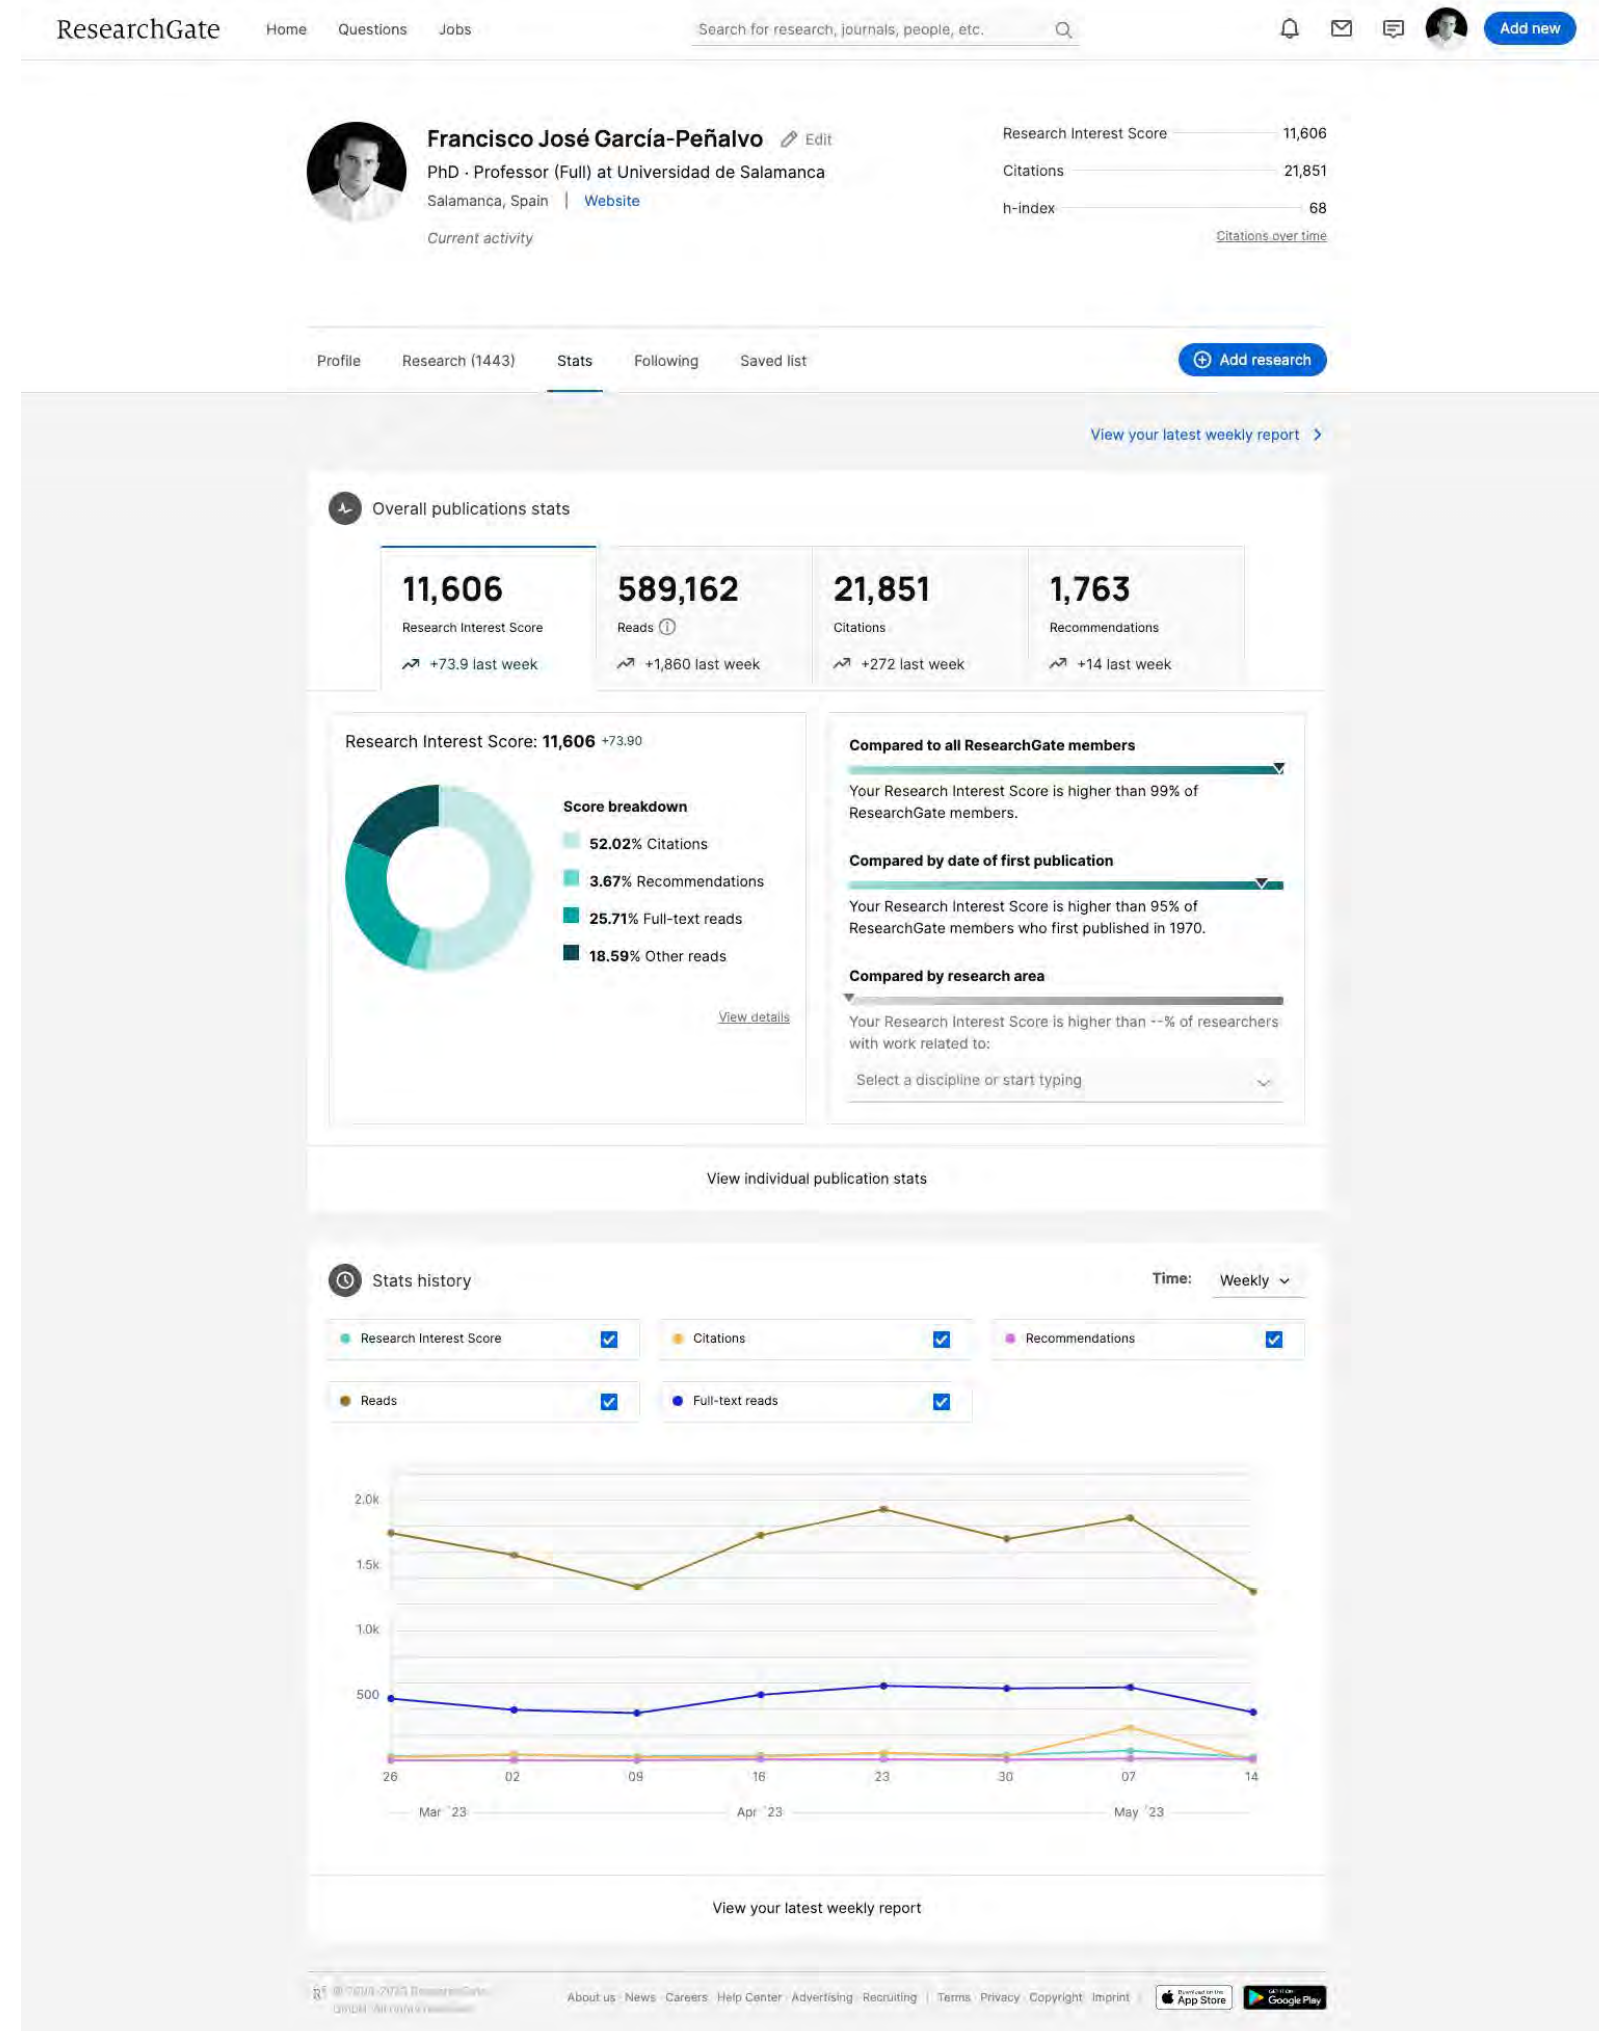 ResearchGate Home Questions Jobs Search for research, journals, people, etc. Add new
Francisco José García-Peñalvo Edit
PhD · Professor (Full) at Universidad de Salamanca
Salamanca, Spain | Website
Current activity
Research Interest Score 11,606
Citations 21,851
h-index 68
Citations over time
Profile Research (1443) Stats Following Saved list Add research
View your latest weekly report
Overall publications stats
11,606 589,162 21,851 1,763
Research Interest Score Reads Citations Recommendations
+73.9 last week +1,860 last week +272 last week +14 last week
Research Interest Score: 11,606 +73.90
Score breakdown
52.02% Citations
3.67% Recommendations
25.71% Full-text reads
18.59% Other reads
View details
Compared to all ResearchGate members
Your Research Interest Score is higher than 99% of
ResearchGate members.
Compared by date of first publication
Your Research Interest Score is higher than 95% of
ResearchGate members who first published in 1970.
Compared by research area
Your Research Interest Score is higher than --% of researchers
with work related to:
Select a discipline or start typing
View individual publication stats
Stats history Time: Weekly
Research Interest Score Citations Recommendations
Reads Full-text reads
2.0k
1.5k
1.0k
500
26 02 09 16 23 30 07 14
Mar '23 Apr '23 May '23
View your latest weekly report
About us News Careers Help Center Advertising Recruiting | Terms Privacy Copyright Imprint
App Store
Google Play